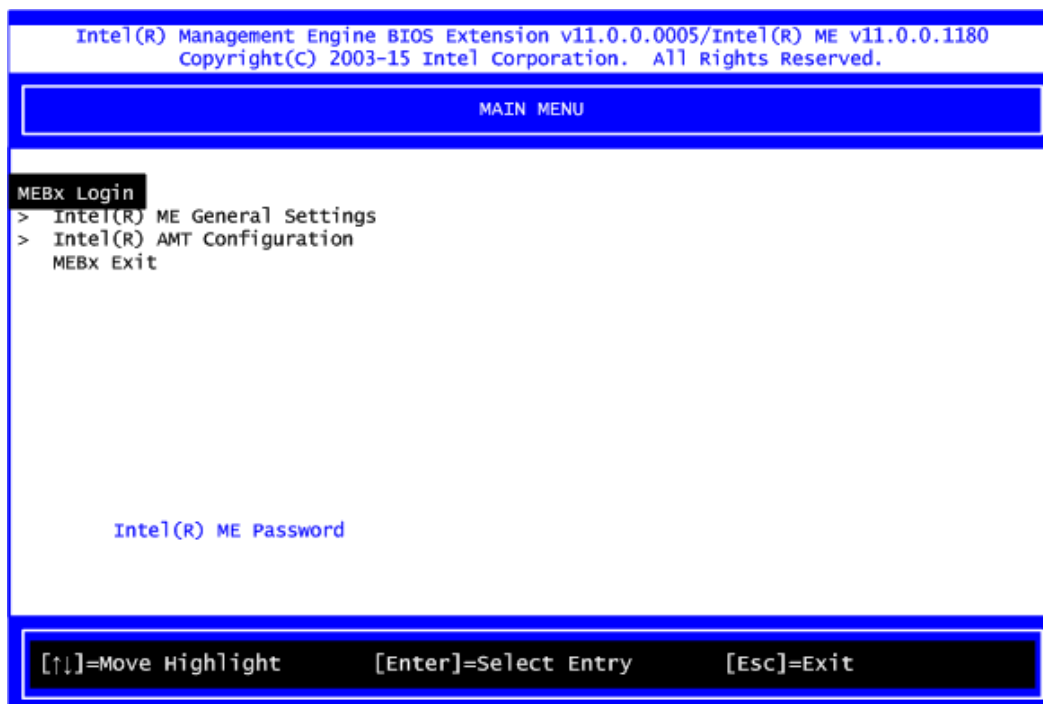 Intel(R) Management Engine BIOS Extension v11.0.0.0005/Intel(R) ME v11.0.0.1180
Copyright(C) 2003-15 Intel Corporation. All Rights Reserved.
MAIN MENU
MEBx Login
> Intel(R) ME General Settings
> Intel(R) AMT Configuration
MEBx Exit
Intel(R) ME Password
[↑↓]=Move Highlight [Enter]=Select Entry [Esc]=Exit